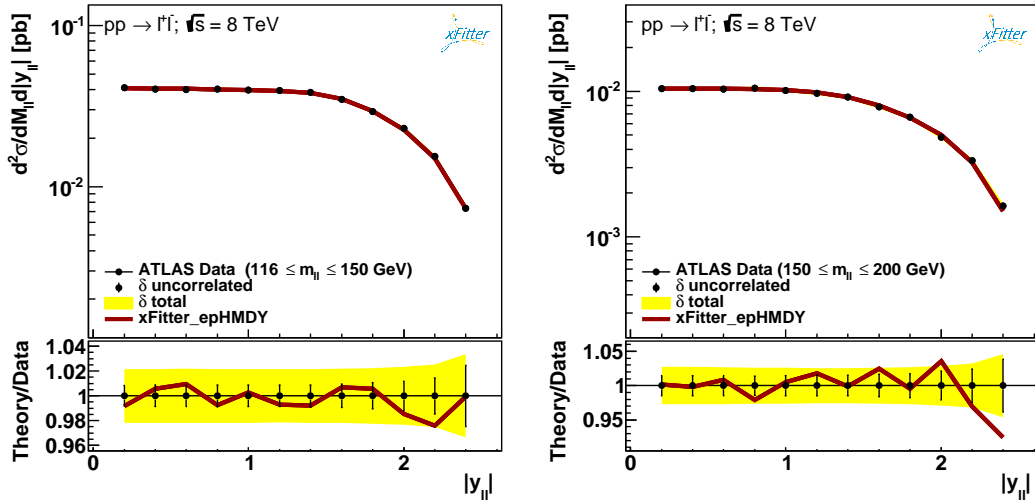 pp → l⁺l⁻; √s = 8 TeV
xFitter
d²σ/dM_ll d|y_ll| [pb]
10⁻¹
10⁻²
ATLAS Data (116 ≤ m_ll ≤ 150 GeV)
δ uncorrelated
δ total
xFitter_epHMDY
Theory/Data
1.04
1.02
1
0.98
0.96
0
1
2
|y_ll|
pp → l⁺l⁻; √s = 8 TeV
xFitter
d²σ/dM_ll d|y_ll| [pb]
10⁻²
10⁻³
ATLAS Data (150 ≤ m_ll ≤ 200 GeV)
δ uncorrelated
δ total
xFitter_epHMDY
Theory/Data
1.05
1
0.95
0
1
2
|y_ll|